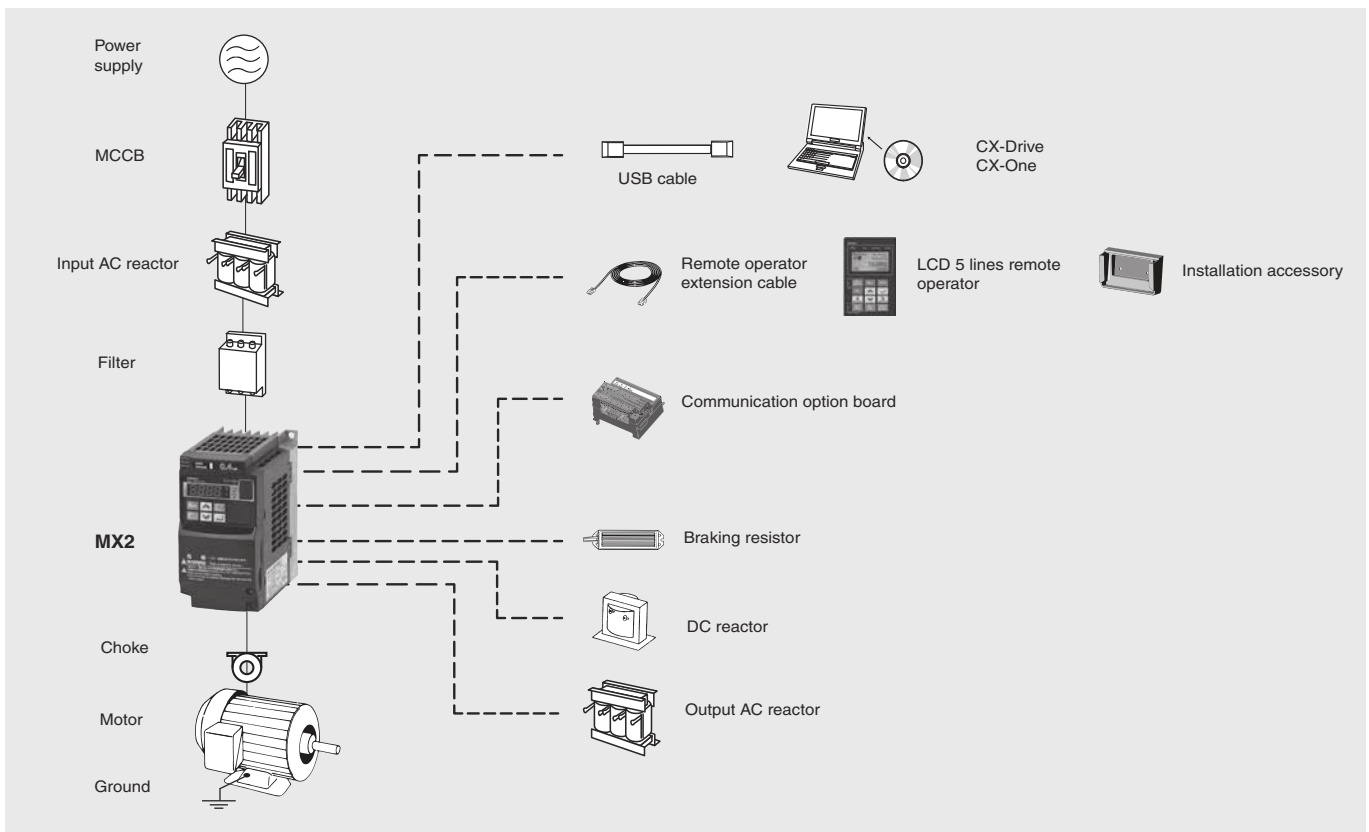 Power
supply
MCCB
Input AC reactor
Filter
MX2
Choke
Motor
Ground
USB cable
CX-Drive
CX-One
Remote operator
extension cable
LCD 5 lines remote
operator
Installation accessory
Communication option board
Braking resistor
DC reactor
Output AC reactor